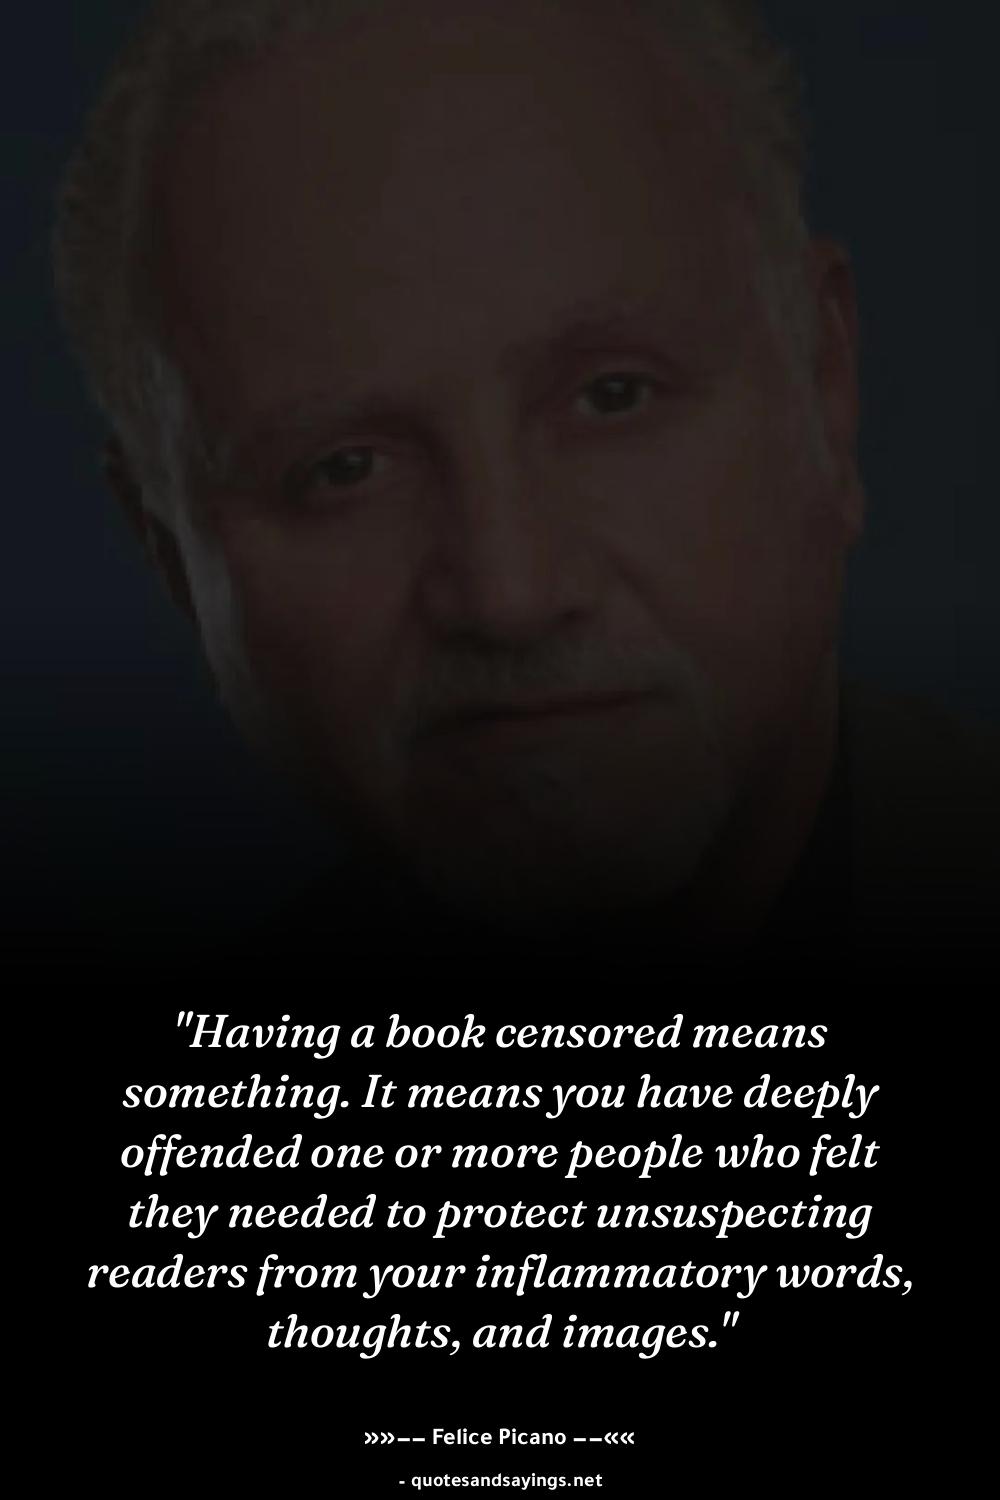 "Having a book censored means
something. It means you have deeply
offended one or more people who felt
they needed to protect unsuspecting
readers from your inflammatory words,
thoughts, and images."
»»−− Felice Picano −−««
- quotesandsayings.net